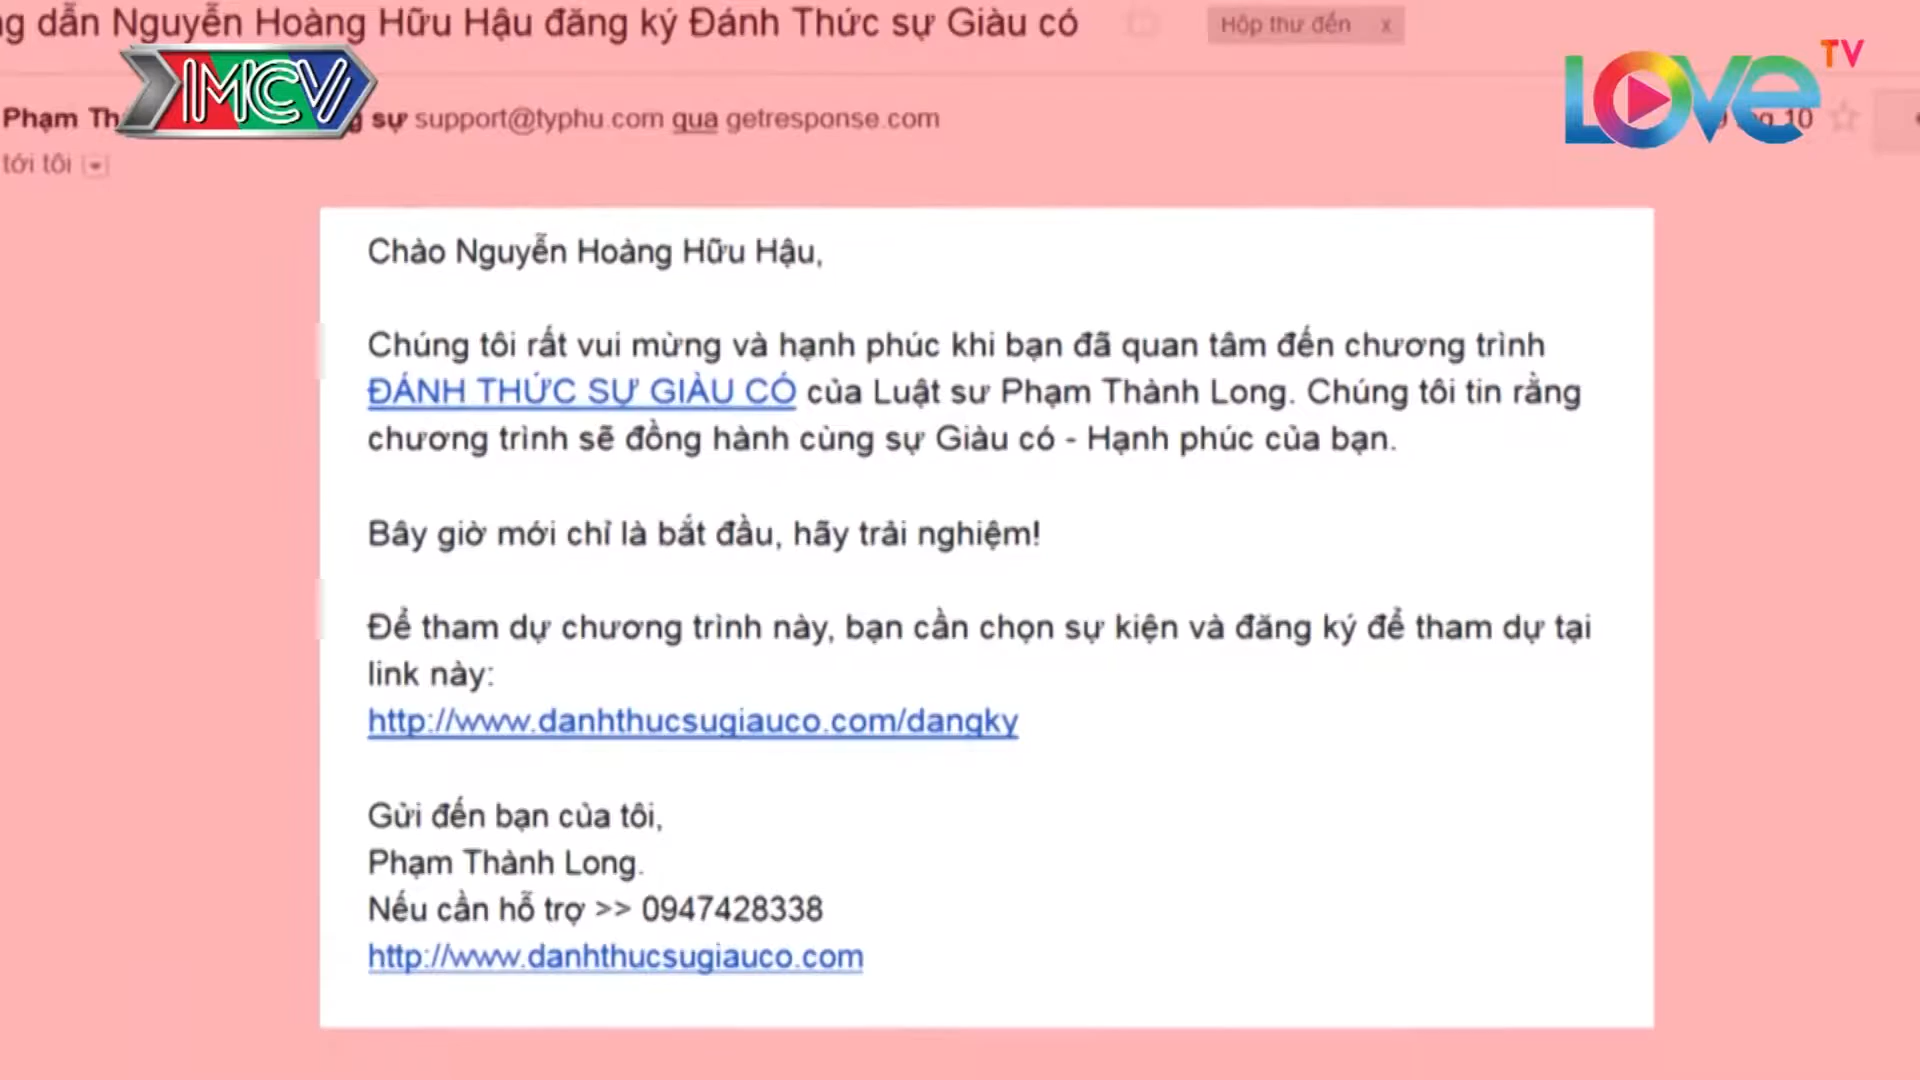 dẫn Nguyễn Hoàng Hữu Hậu đăng ký Đánh Thức sự Giàu có
Hộp thư đến x
MCV
LOVE TV
Phạm sự support@typhu.com qua getresponse.com
10
tới tôi
Chào Nguyễn Hoàng Hữu Hậu,
Chúng tôi rất vui mừng và hạnh phúc khi bạn đã quan tâm đến chương trình
ĐÁNH THỨC SỰ GIÀU CÓ của Luật sư Phạm Thành Long. Chúng tôi tin rằng
chương trình sẽ đồng hành cùng sự Giàu có - Hạnh phúc của bạn.
Bây giờ mới chỉ là bắt đầu, hãy trải nghiệm!
Để tham dự chương trình này, bạn cần chọn sự kiện và đăng ký để tham dự tại
link này:
http://www.danhthucsugiauco.com/dangky
Gửi đến bạn của tôi,
Phạm Thành Long.
Nếu cần hỗ trợ >> 0947428338
http://www.danhthucsugiauco.com